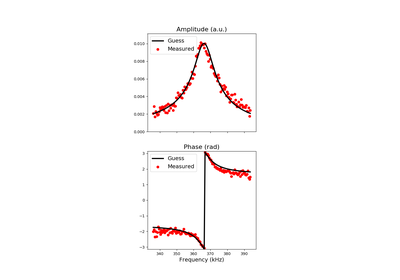 Amplitude (a.u.)
0.010
0.008
0.006
0.004
0.002
0.000
Guess
Measured
Phase (rad)
3
2
1
0
−1
−2
−3
Guess
Measured
340 350 360 370 380 390
Frequency (kHz)